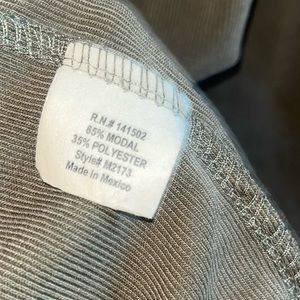 R.N.# 141502
65% MODAL
35% POLYESTER
Style# M2173
Made in Mexico